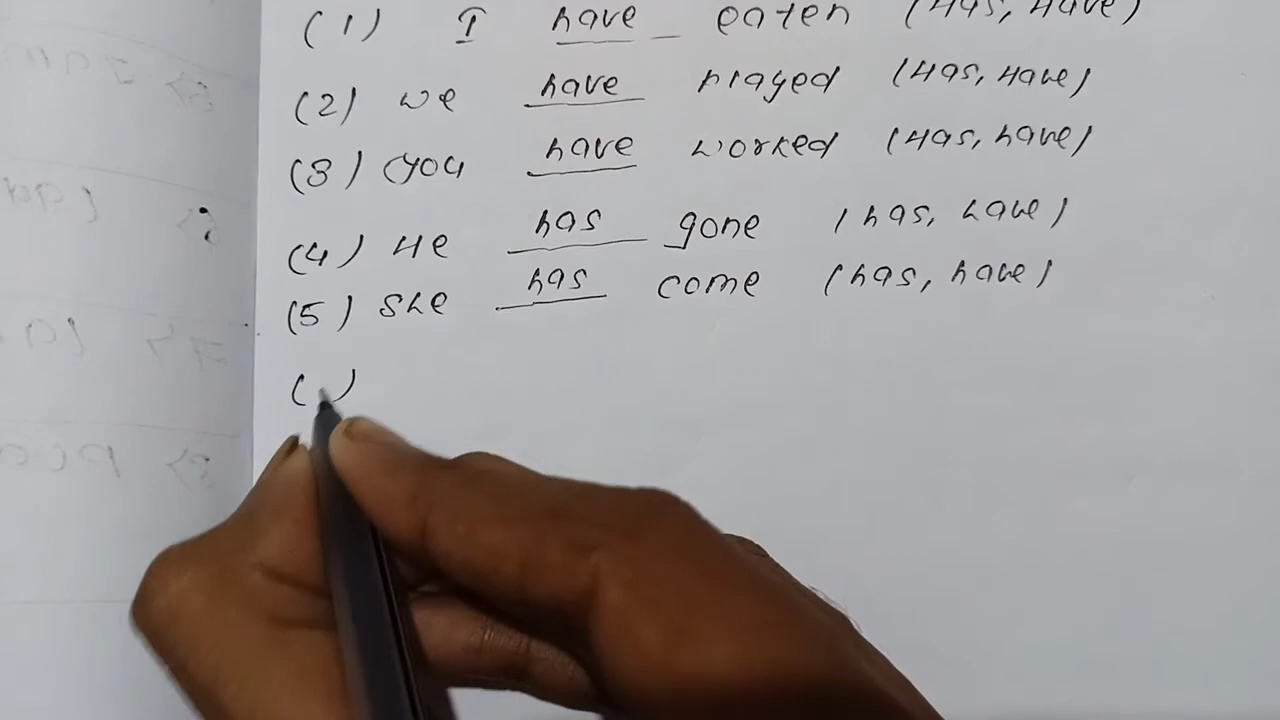 (1) I have eaten (Has, Have)
(2) we have played (Has, Have)
(3) you have worked (Has, have)
(4) He has gone (has, have)
(5) She has come (has, have)
( )